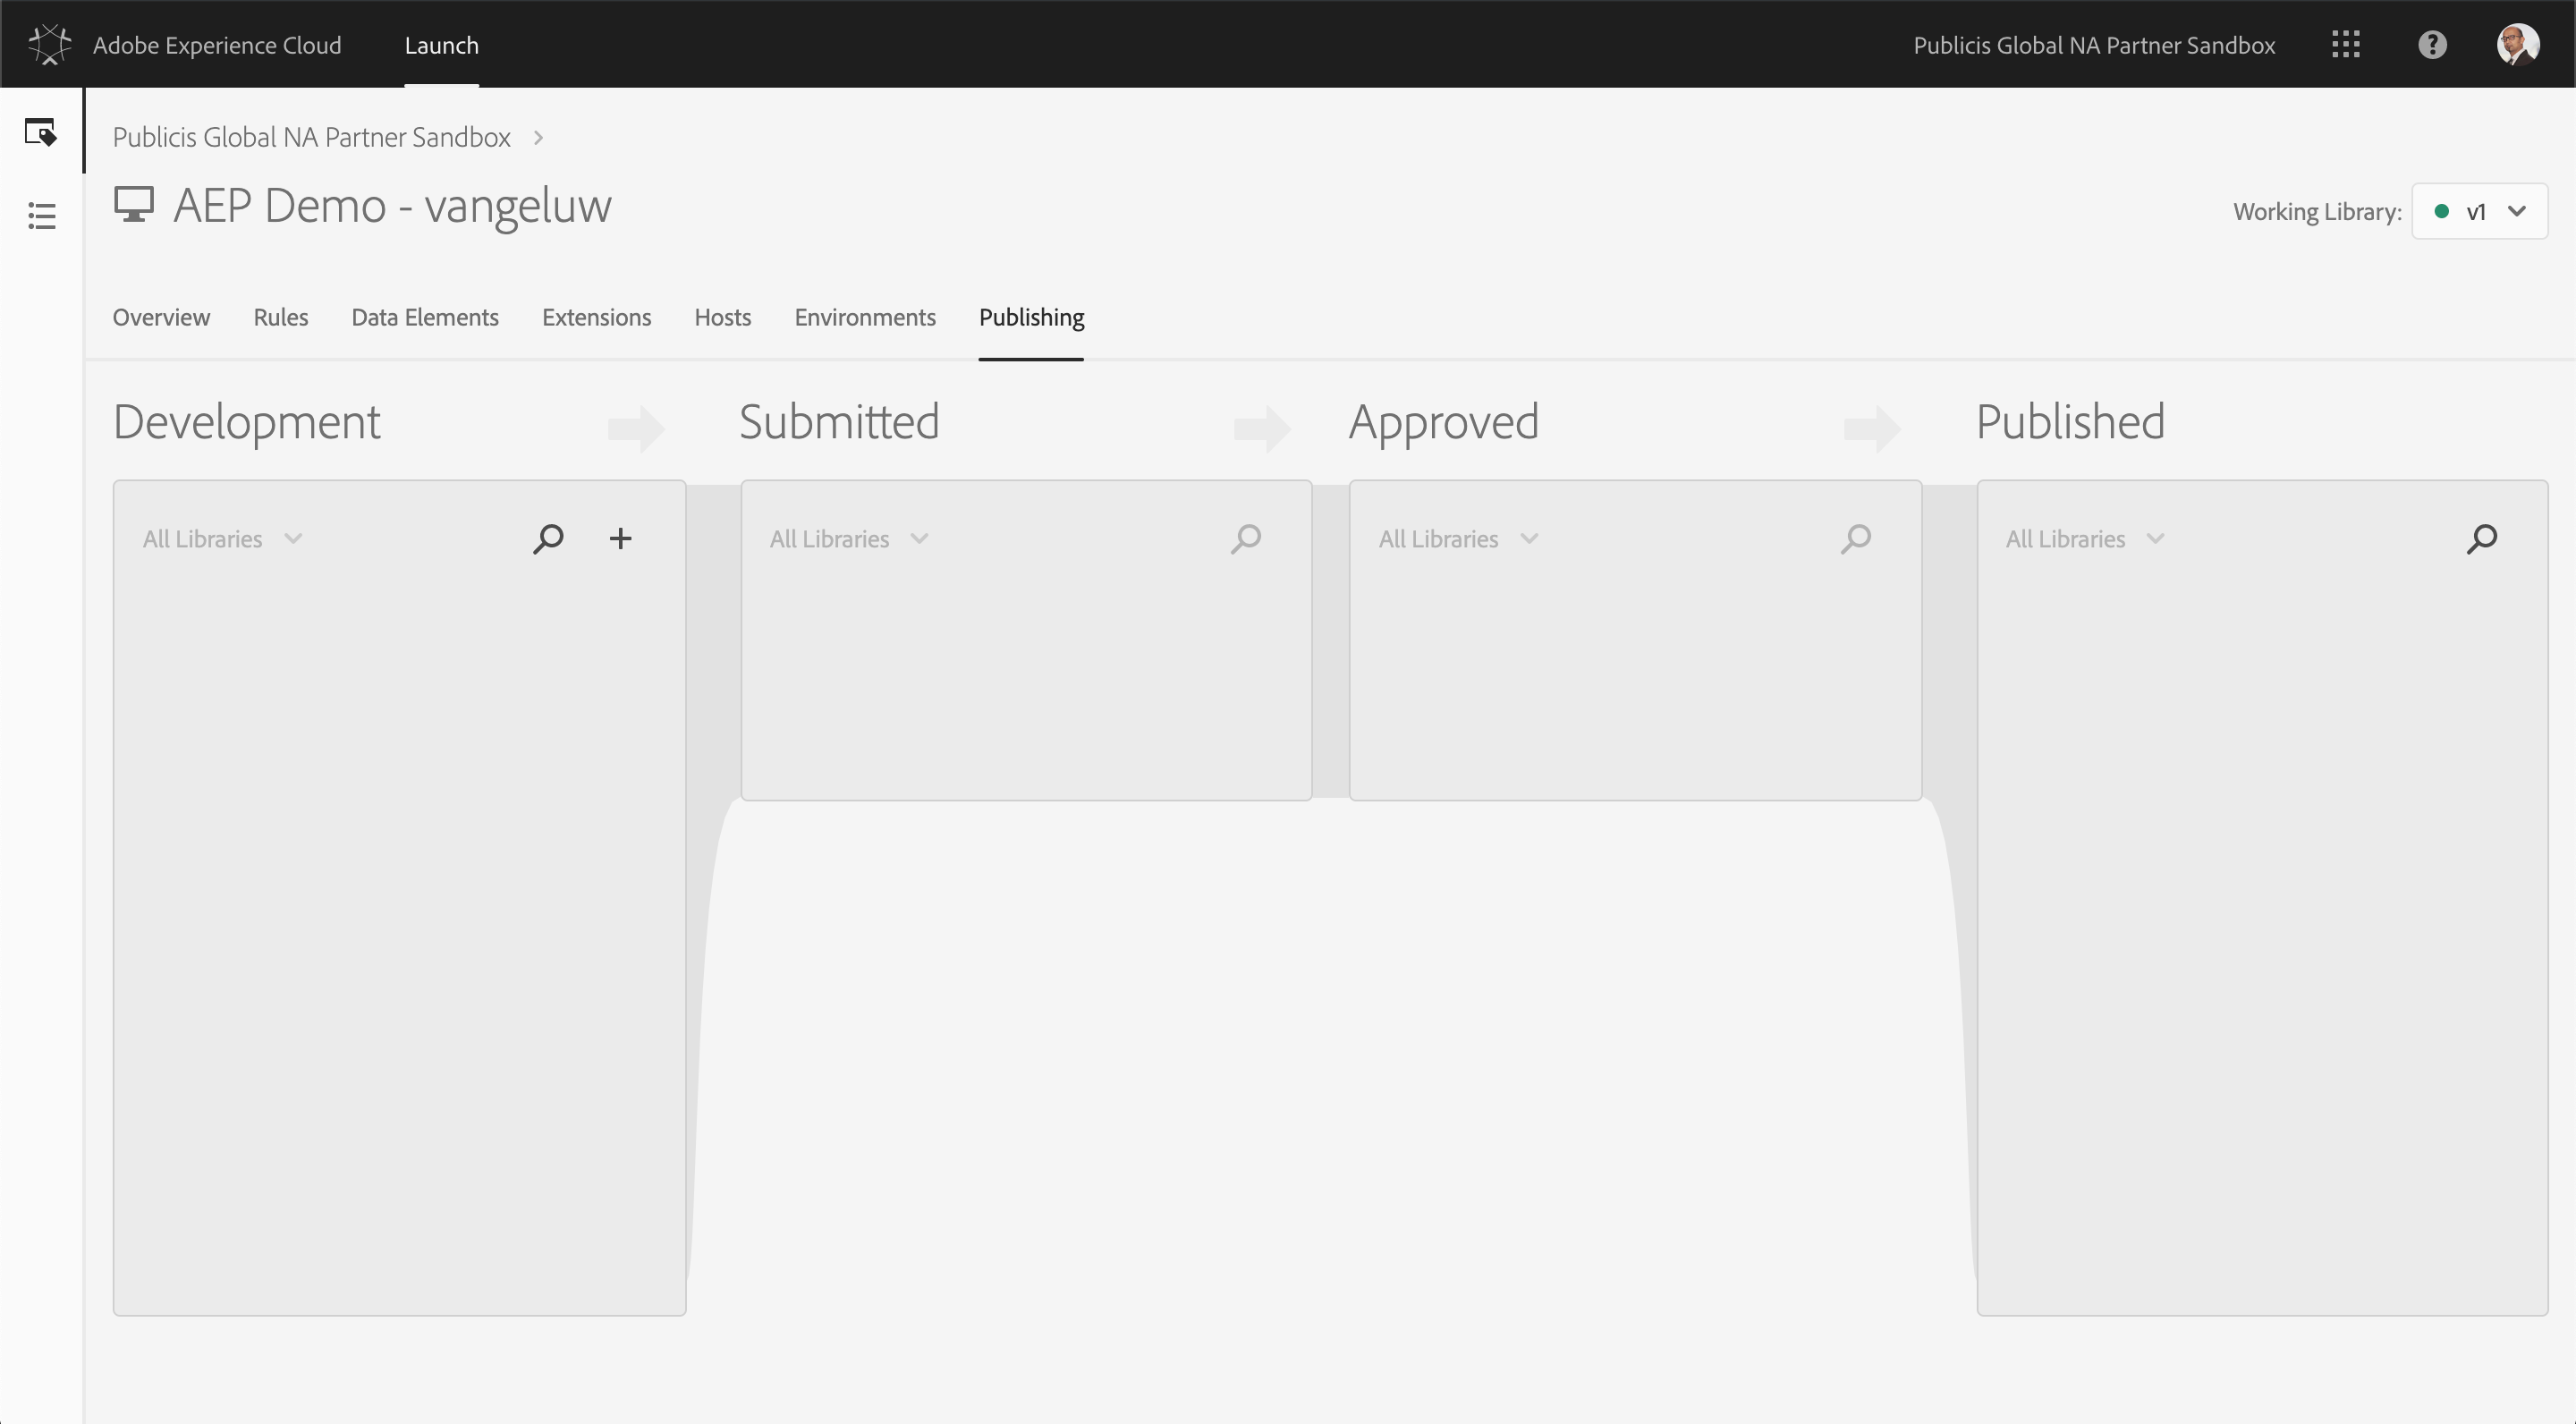 Adobe Experience Cloud Launch Publicis Global NA Partner Sandbox
Publicis Global NA Partner Sandbox
AEP Demo - vangeluw
Working Library: v1
Overview Rules Data Elements Extensions Hosts Environments Publishing
Development Submitted Approved Published
All Libraries All Libraries All Libraries All Libraries